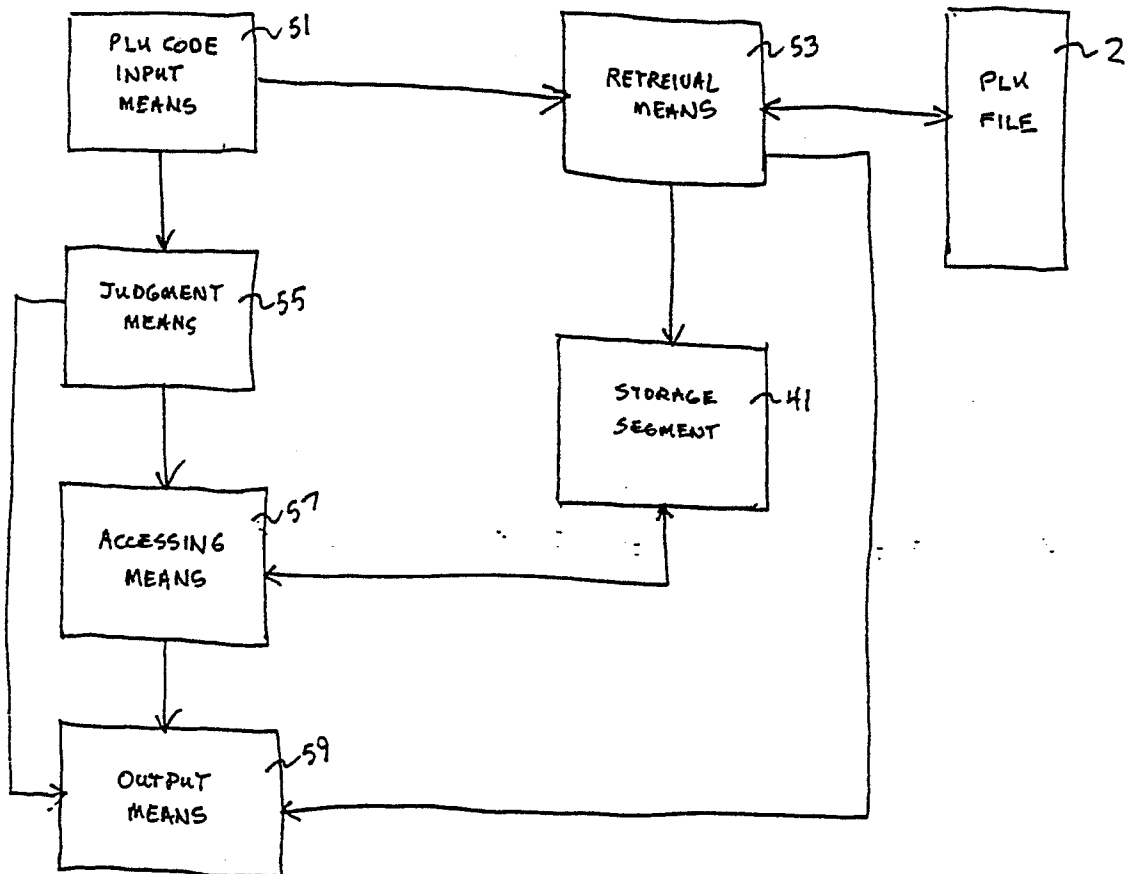 PLU CODE
INPUT
MEANS
51
RETREIVAL
MEANS
53
PLU
FILE
2
JUDGMENT
MEANS
55
STORAGE
SEGMENT
41
ACCESSING
MEANS
57
OUTPUT
MEANS
59